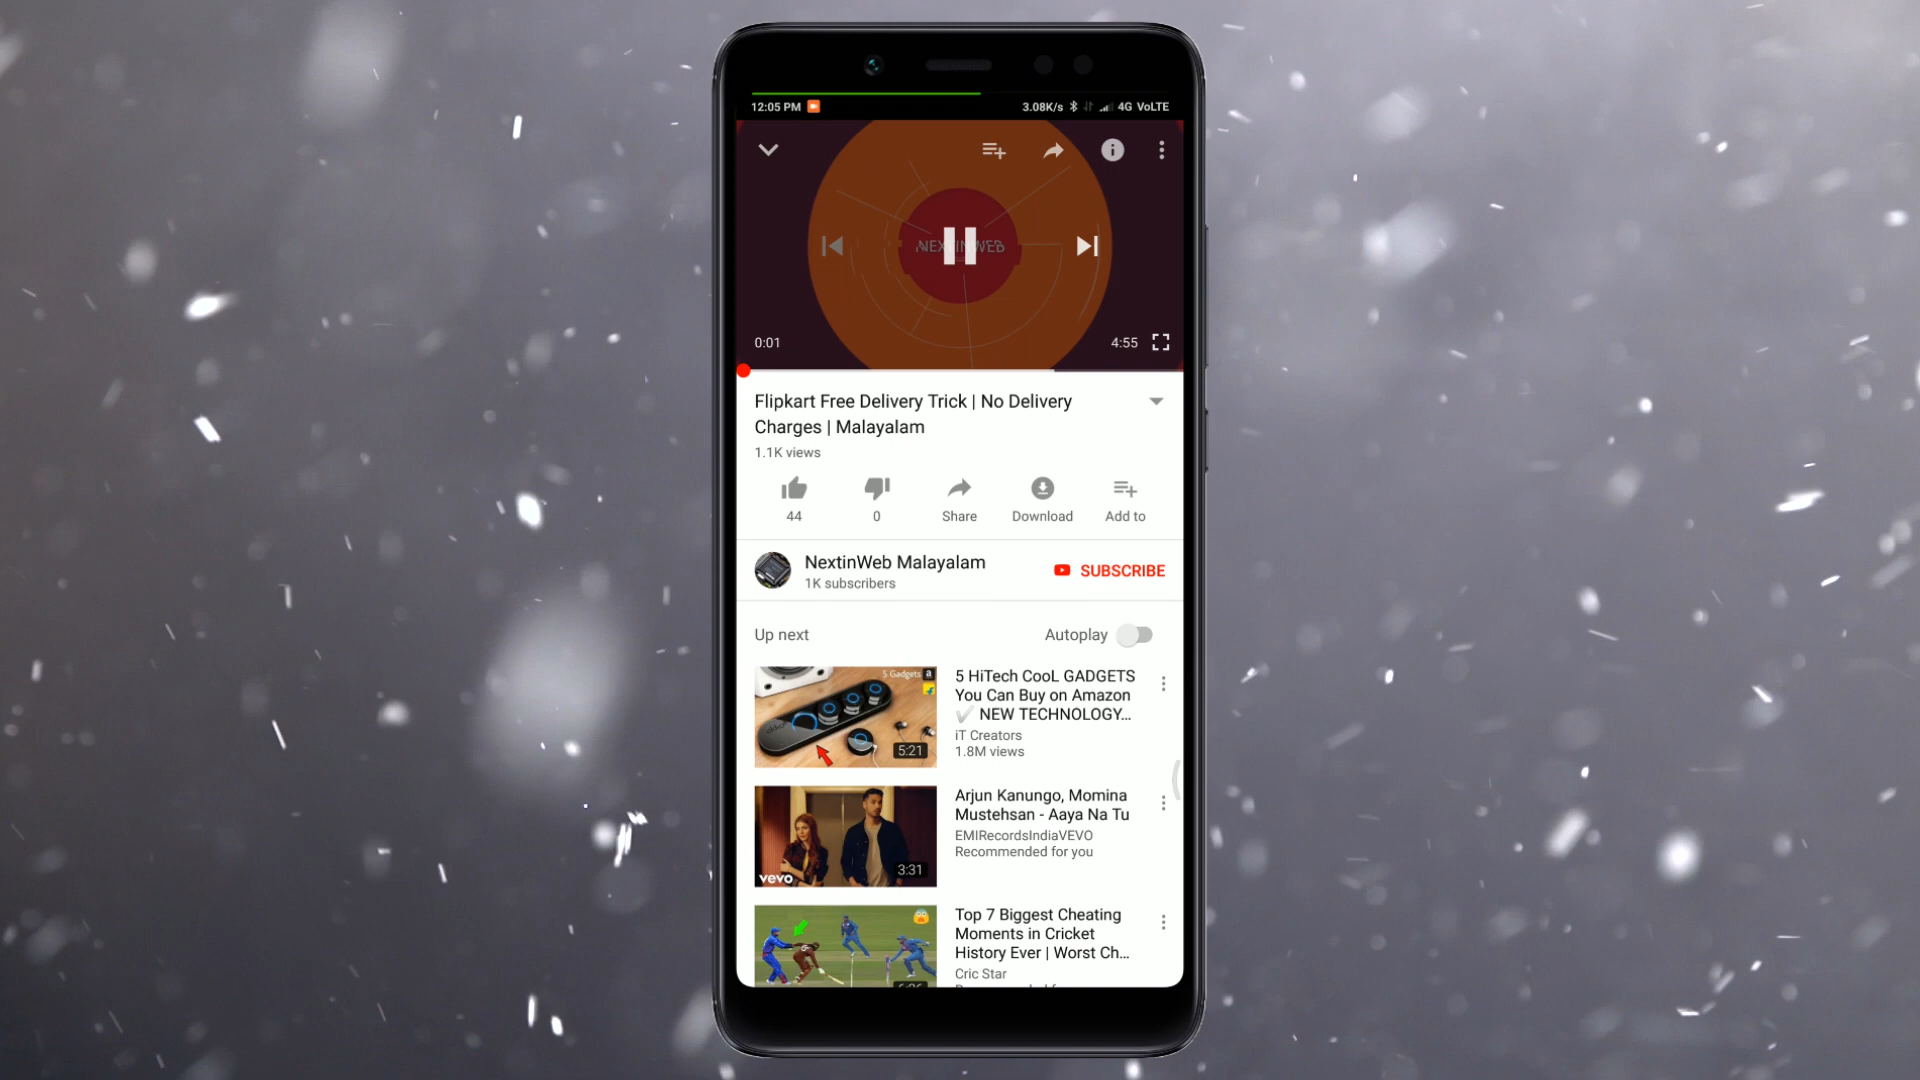 12:05 PM
3.08K/s 4G VoLTE
NEXTINWEB
0:01
4:55
Flipkart Free Delivery Trick | No Delivery
Charges | Malayalam
1.1K views
44
0
Share
Download
Add to
NextinWeb Malayalam
1K subscribers
SUBSCRIBE
Up next
Autoplay
5 Gadgets
5:21
5 HiTech CooL GADGETS
You Can Buy on Amazon
✔ NEW TECHNOLOGY...
iT Creators
1.8M views
vevo
3:31
Arjun Kanungo, Momina
Mustehsan - Aaya Na Tu
EMIRecordsIndiaVEVO
Recommended for you
Top 7 Biggest Cheating
Moments in Cricket
History Ever | Worst Ch...
Cric Star